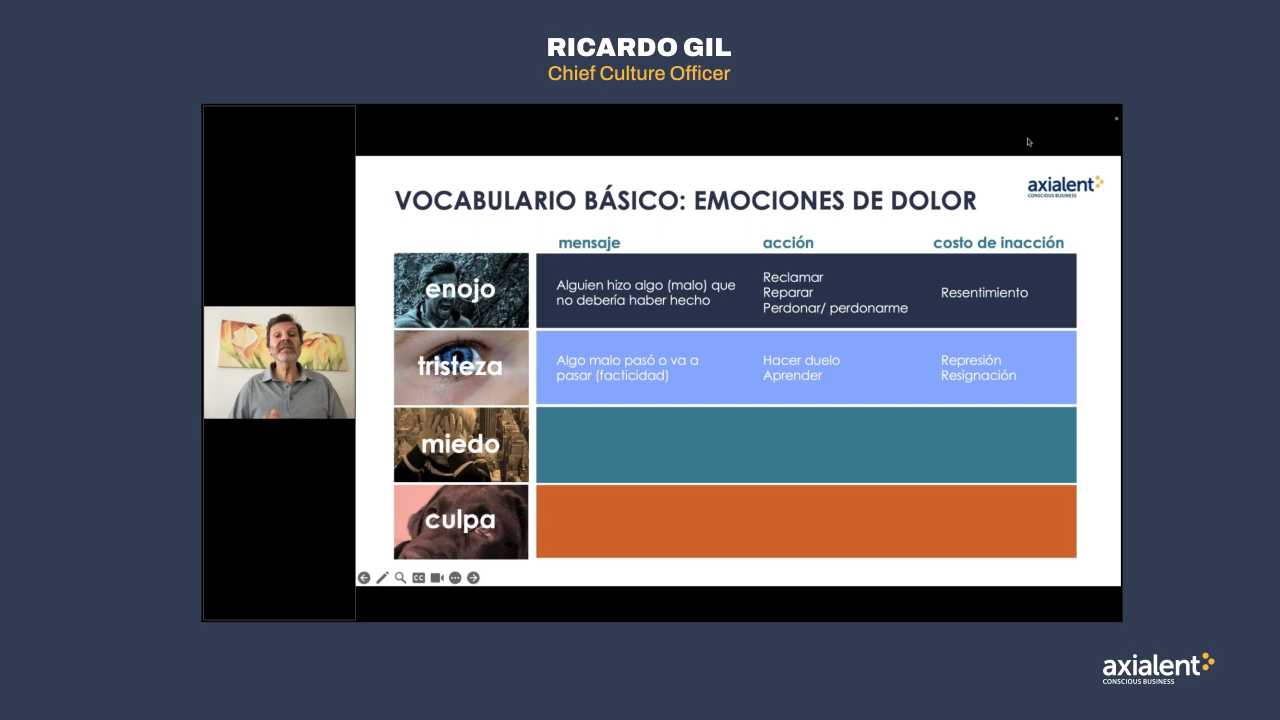 RICARDO GIL
Chief Culture Officer
axialent
CONSCIOUS BUSINESS
VOCABULARIO BÁSICO: EMOCIONES DE DOLOR
mensaje
acción
costo de inacción
enojo
Alguien hizo algo (malo) que
no debería haber hecho
Reclamar
Reparar
Perdonar/ perdonarme
Resentimiento
tristeza
Algo malo pasó o va a
pasar (facticidad)
Hacer duelo
Aprender
Represión
Resignación
miedo
culpa
CC
axialent
CONSCIOUS BUSINESS